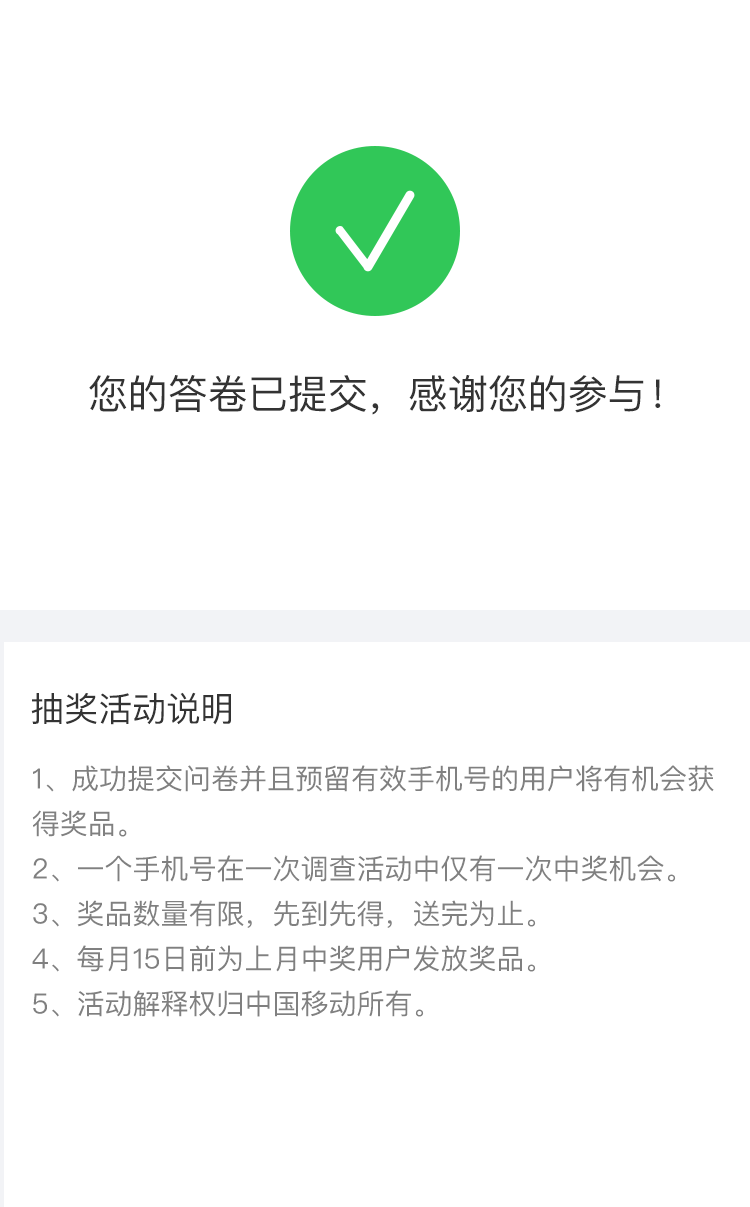 您的答卷已提交，感谢您的参与！
抽奖活动说明
1、成功提交问卷并且预留有效手机号的用户将有机会获
得奖品。
2、一个手机号在一次调查活动中仅有一次中奖机会。
3、奖品数量有限，先到先得，送完为止。
4、每月15日前为上月中奖用户发放奖品。
5、活动解释权归中国移动所有。